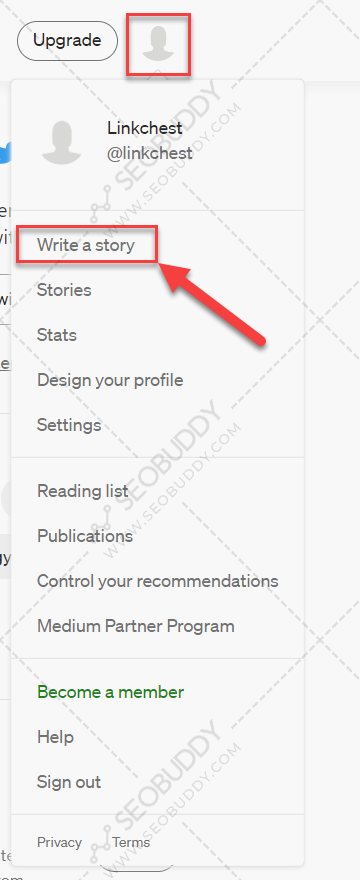 Upgrade
Linkchest
@linkchest
Write a story
Stories
Stats
Design your profile
Settings
Reading list
Publications
Control your recommendations
Medium Partner Program
Become a member
Help
Sign out
Privacy Terms
SEOBUDDY
WWW.SEOBUDDY.COM
SEOBUDDY
WWW.SEOBUDDY.COM
SEOBUDDY
WWW.SEOBUDDY.COM